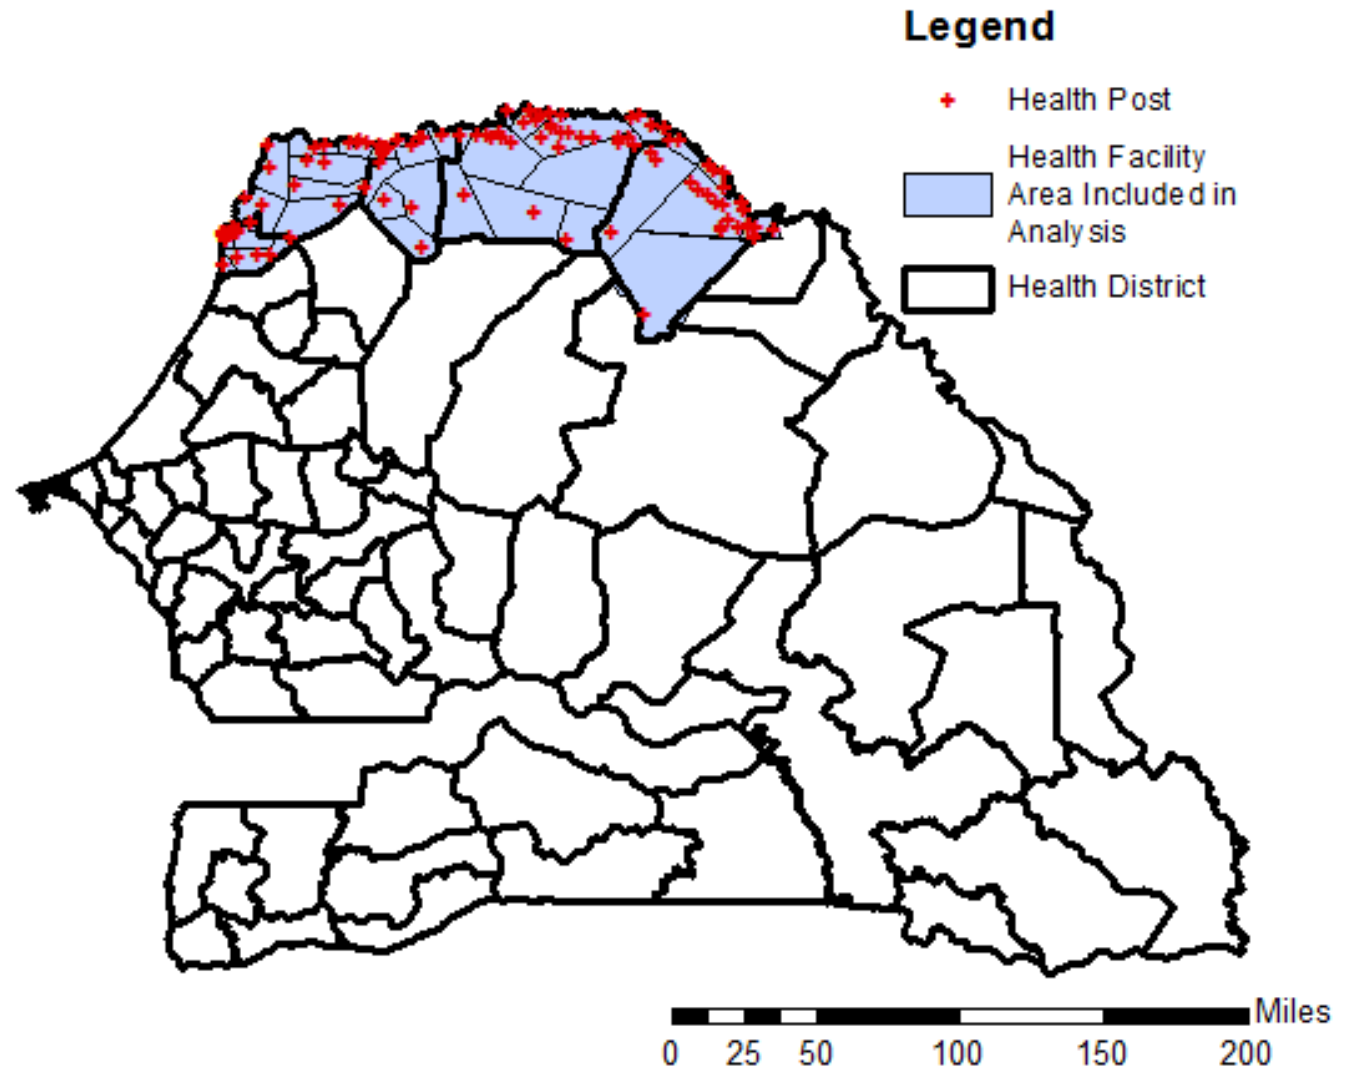 Legend
Health Post
Health Facility
Area Included in
Analysis
Health District
Miles
0 25 50 100 150 200